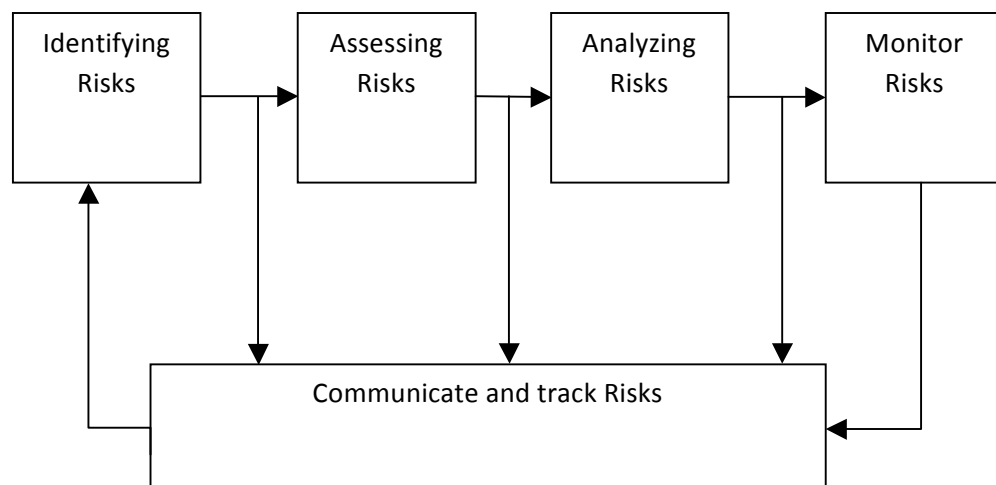 Identifying
Risks
Assessing
Risks
Analyzing
Risks
Monitor
Risks
Communicate and track Risks